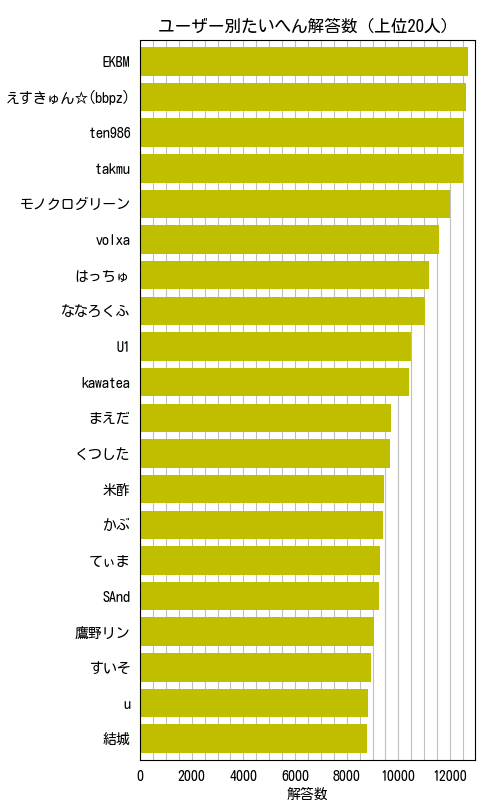 ユーザー別たいへん解答数（上位20人）
EKBM
えすきゅん☆(bbpz)
ten986
takmu
モノクログリーン
volxa
はっちゅ
ななろくふ
U1
kawatea
まえだ
くつした
米酢
かぶ
てぃま
SAnd
鷹野リン
すいそ
u
結城
0 2000 4000 6000 8000 10000 12000
解答数